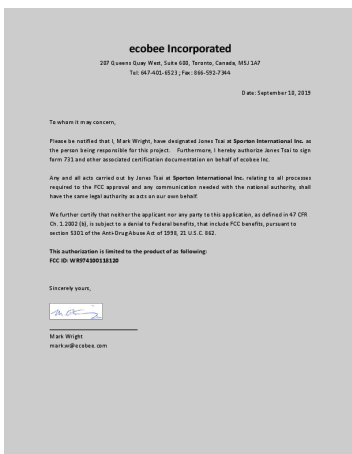 ecobee Incorporated
207 Queens Quay West, Suite 600, Toronto, Canada, M5J 1A7
Tel: 647-401-6523 ; Fax: 866-592-7344
Date: September 10, 2019
To whom it may concern,
Please be notified that I, Mark Wright, have designated Jones Tsai at Sporton International Inc. as
the person being responsible for this project. Furthermore, I hereby authorize Jones Tsai to sign
form 731 and other associated certification documentation on behalf of ecobee Inc.
Any and all acts carried out by Jones Tsai at Sporton International Inc. relating to all processes
required to the FCC approval and any communication needed with the national authority, shall
have the same legal authority as acts on our own behalf.
We further certify that neither the applicant nor any party to this application, as defined in 47 CFR
Ch. 1.2002 (b), is subject to a denial to Federal benefits, that include FCC benefits, pursuant to
section 5301 of the Anti-Drug Abuse Act of 1998, 21 U.S.C. 862.
This authorization is limited to the product of as following:
FCC ID: WR974100118120
Sincerely yours,
Mark Wright
mark.w@ecobee.com